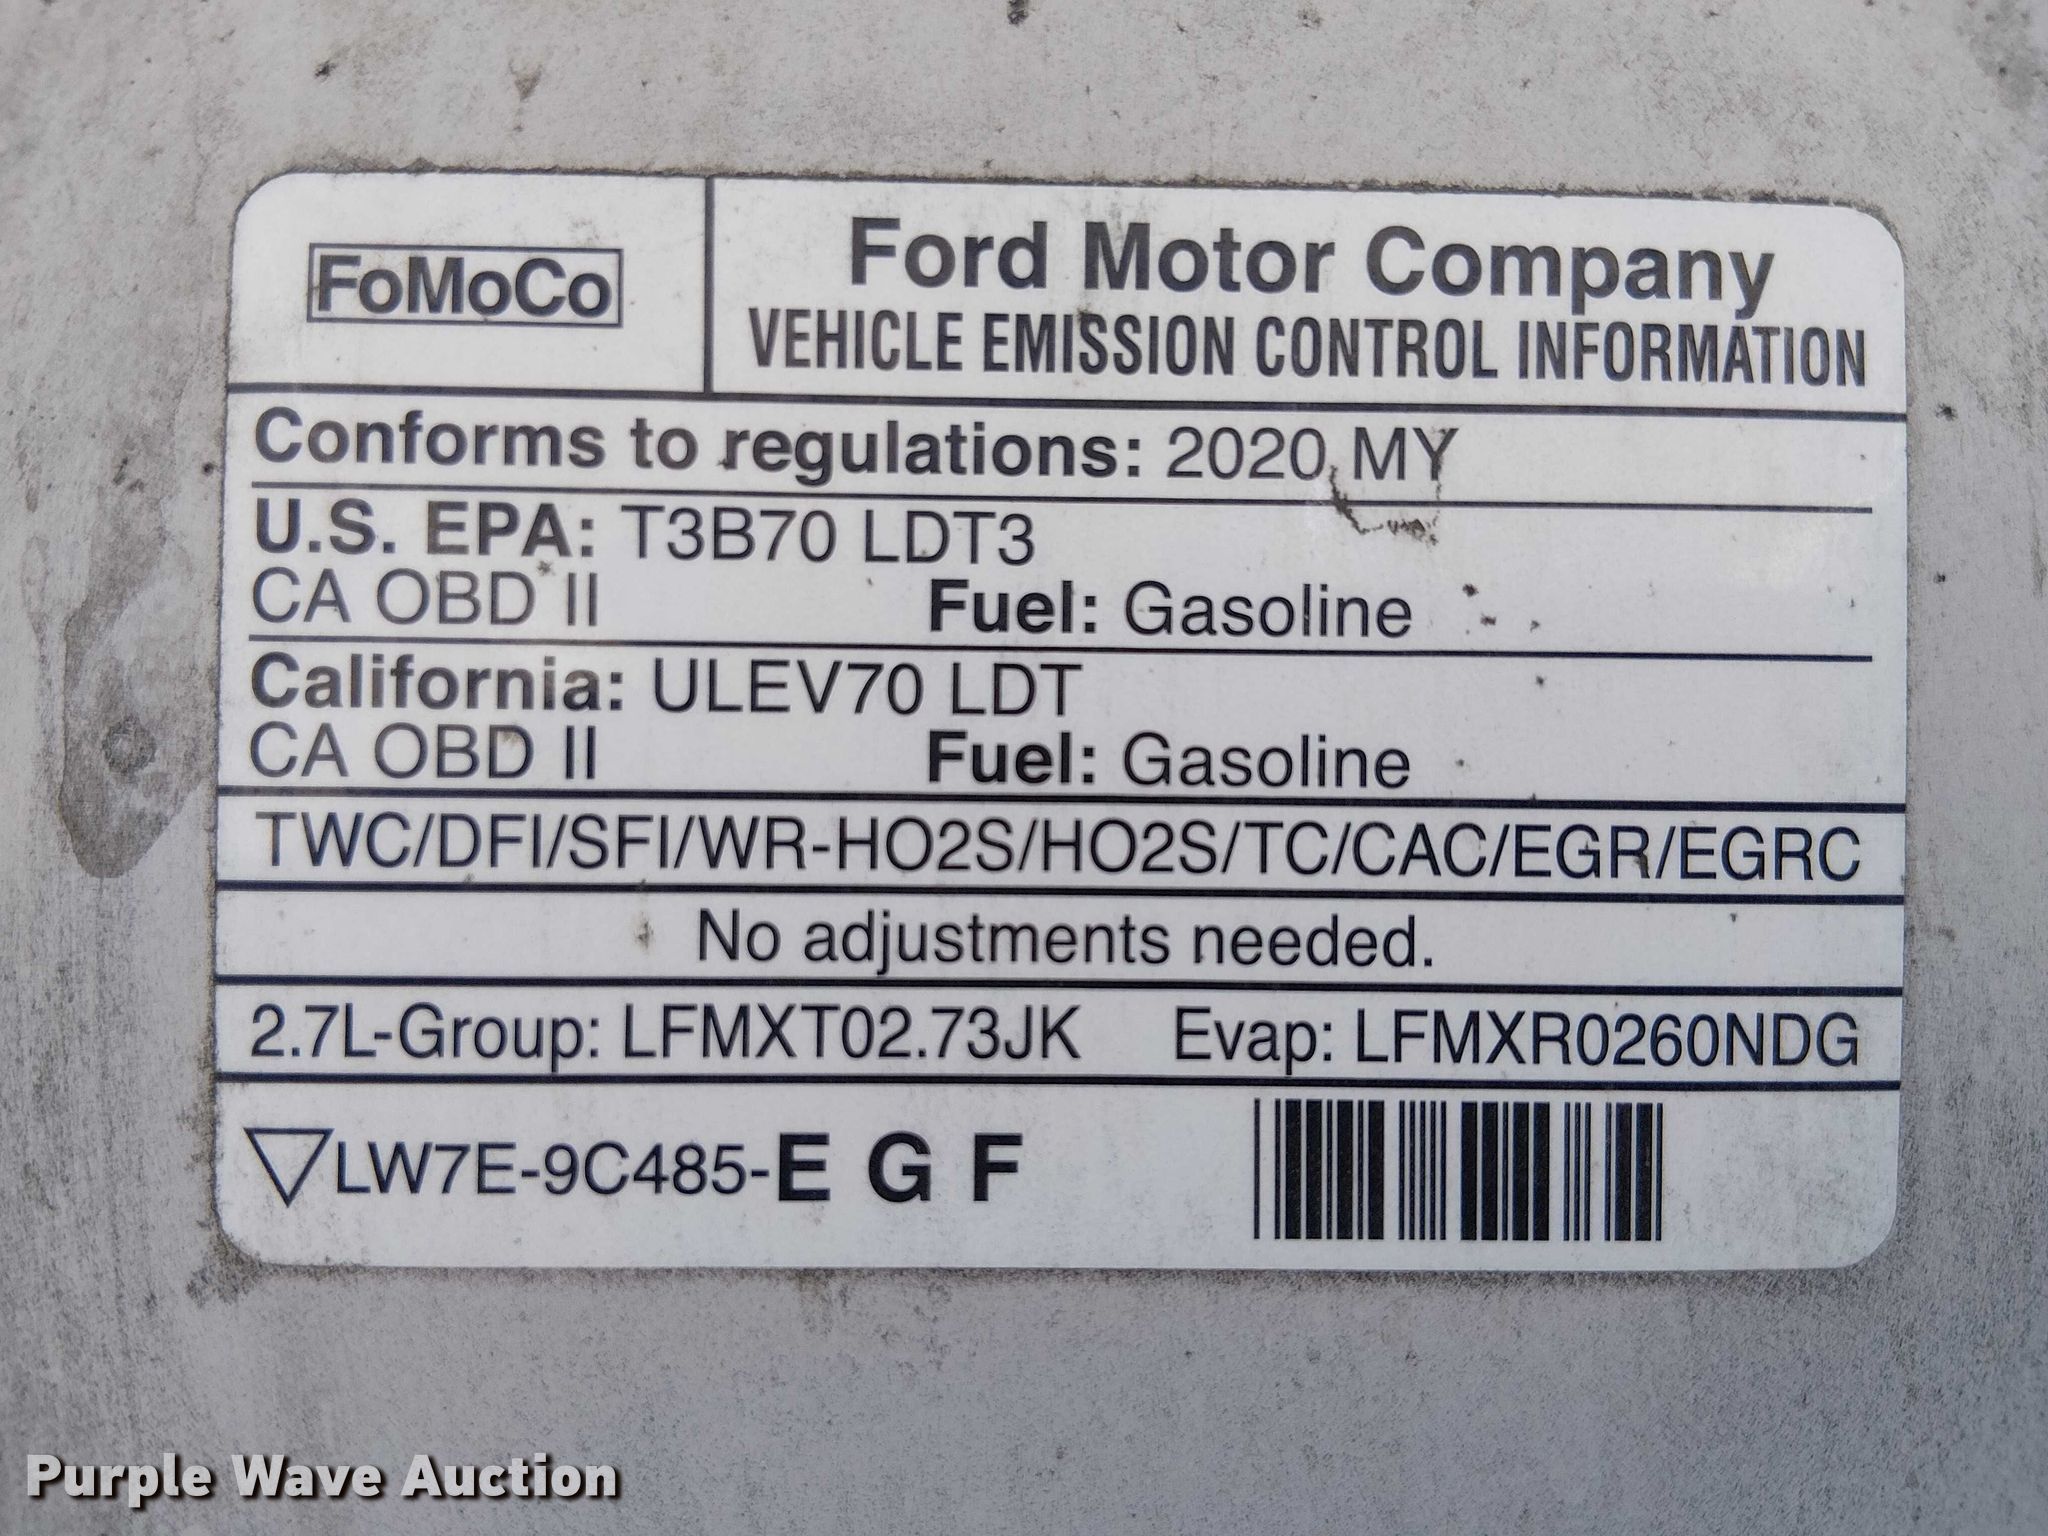 FoMoCo
Ford Motor Company
VEHICLE EMISSION CONTROL INFORMATION
Conforms to regulations: 2020 MY
U.S. EPA: T3B70 LDT3
CA OBD II Fuel: Gasoline
California: ULEV70 LDT
CA OBD II Fuel: Gasoline
TWC/DFI/SFI/WR-HO2S/HO2S/TC/CAC/EGR/EGRC
No adjustments needed.
2.7L-Group: LFMXT02.73JK Evap: LFMXR0260NDG
LW7E-9C485-E G F
Purple Wave Auction